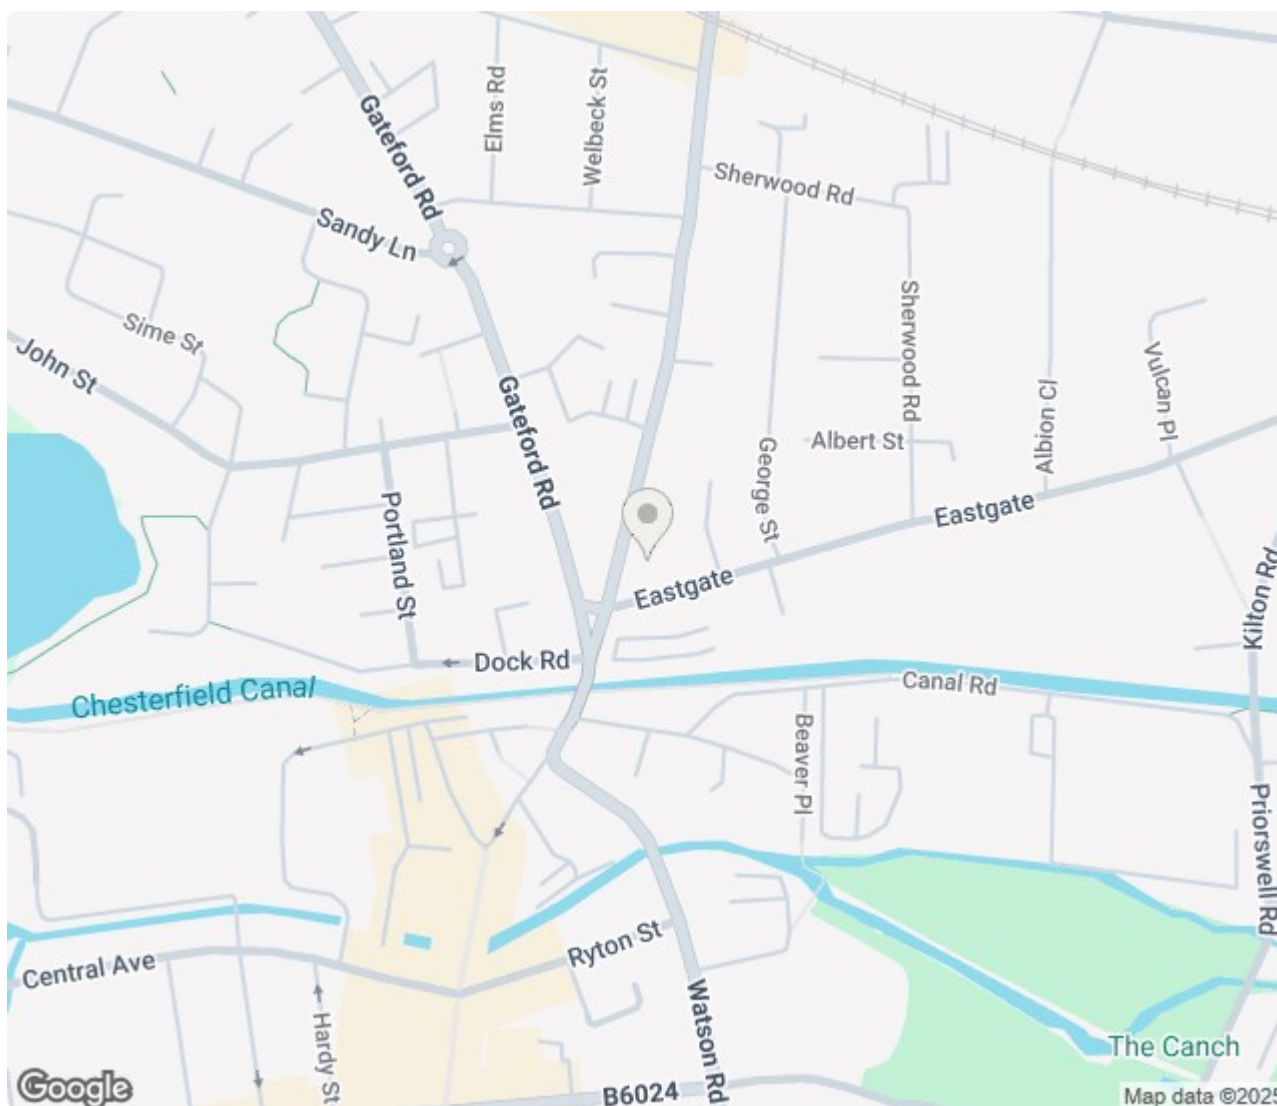 Gateford Rd
Elms Rd
Welbeck St
Sherwood Rd
Sandy Ln
Sime St
John St
Sherwood Rd
Gateford Rd
Vulcan Pl
Albion Cl
Albert St
George St
Portland St
Eastgate
Eastgate
Kilton Rd
Dock Rd
Chesterfield Canal
Canal Rd
Beaver Pl
Priorswell Rd
Ryton St
Central Ave
Watson Rd
Hardy St
The Canch
B6024
Google
Map data ©2025